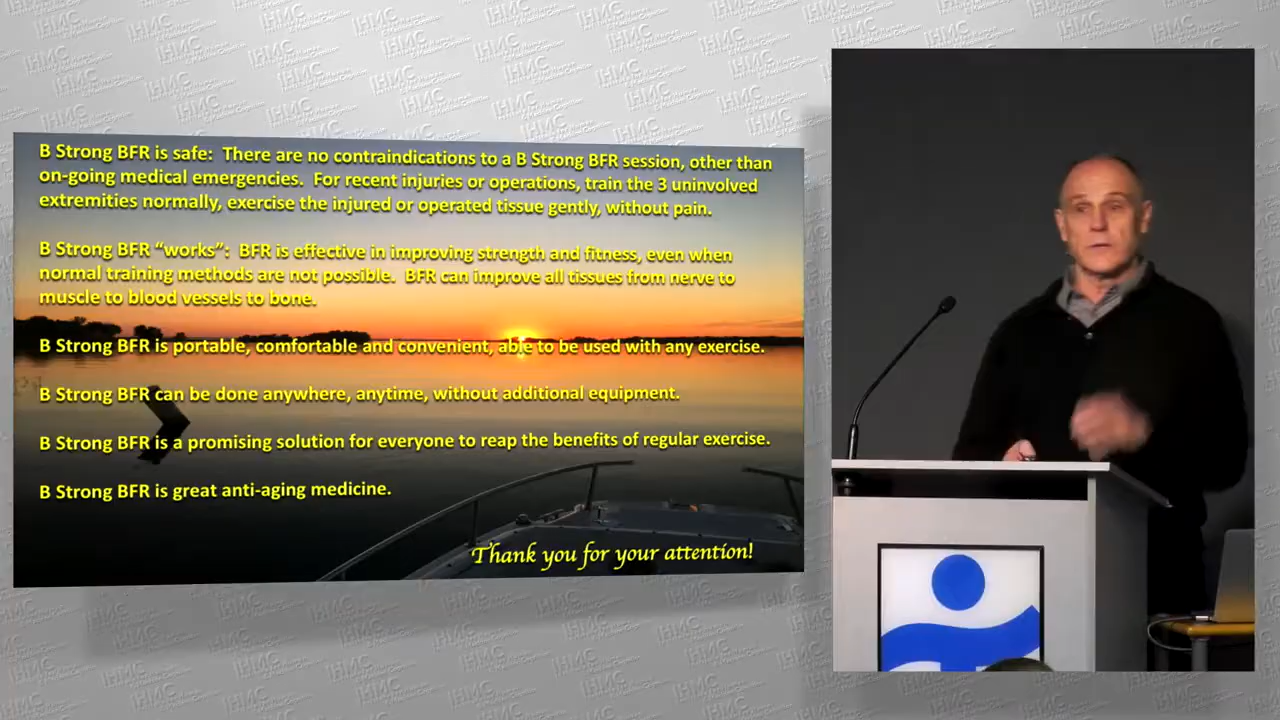 B Strong BFR is safe: There are no contraindications to a B Strong BFR session, other than
on-going medical emergencies. For recent injuries or operations, train the 3 uninvolved
extremities normally, exercise the injured or operated tissue gently, without pain.
B Strong BFR “works”: BFR is effective in improving strength and fitness, even when
normal training methods are not possible. BFR can improve all tissues from nerve to
muscle to blood vessels to bone.
B Strong BFR is portable, comfortable and convenient, able to be used with any exercise.
B Strong BFR can be done anywhere, anytime, without additional equipment.
B Strong BFR is a promising solution for everyone to reap the benefits of regular exercise.
B Strong BFR is great anti-aging medicine.
Thank you for your attention!
IHMC